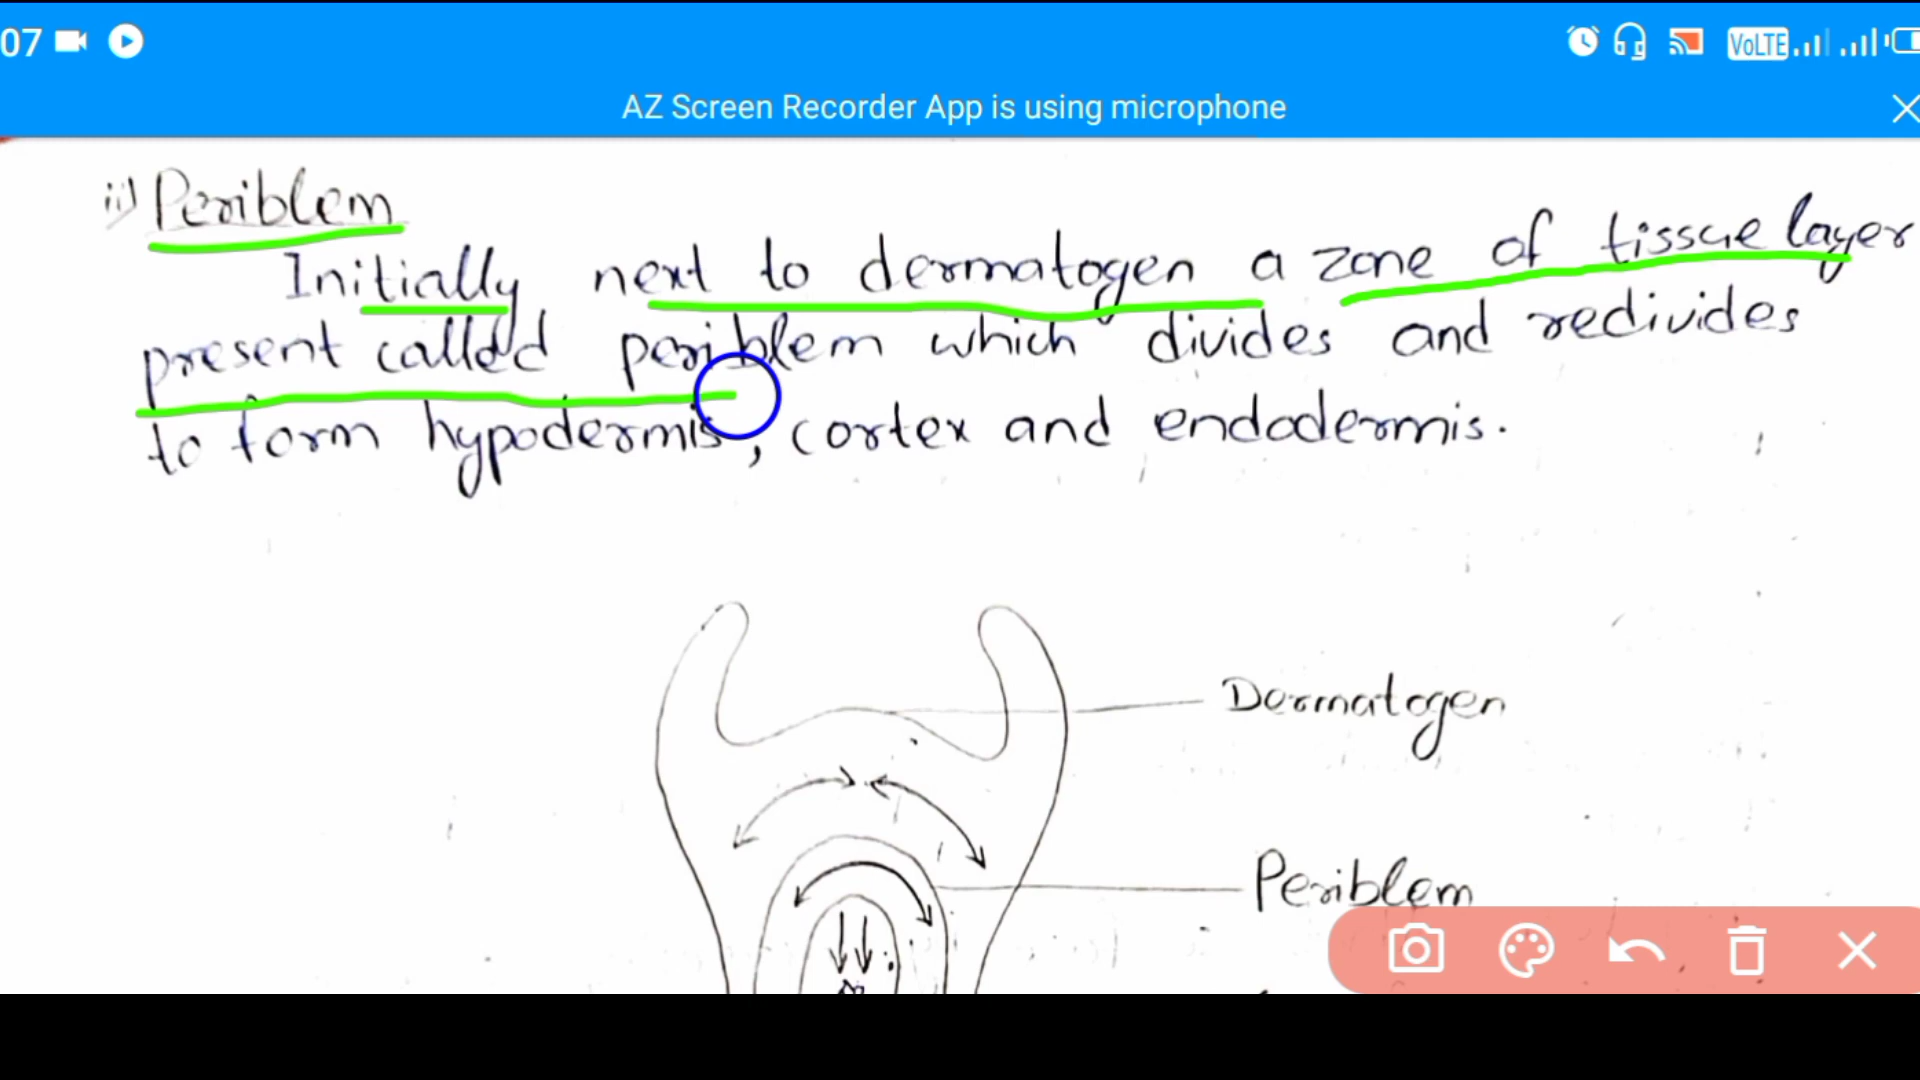 07
VoLTE
AZ Screen Recorder App is using microphone
ii) Periblem
Initially next to dermatogen a zone of tissue layer
present called periblem which divides and redivides
to form hypodermis, cortex and endodermis.
Dermatogen
Periblem